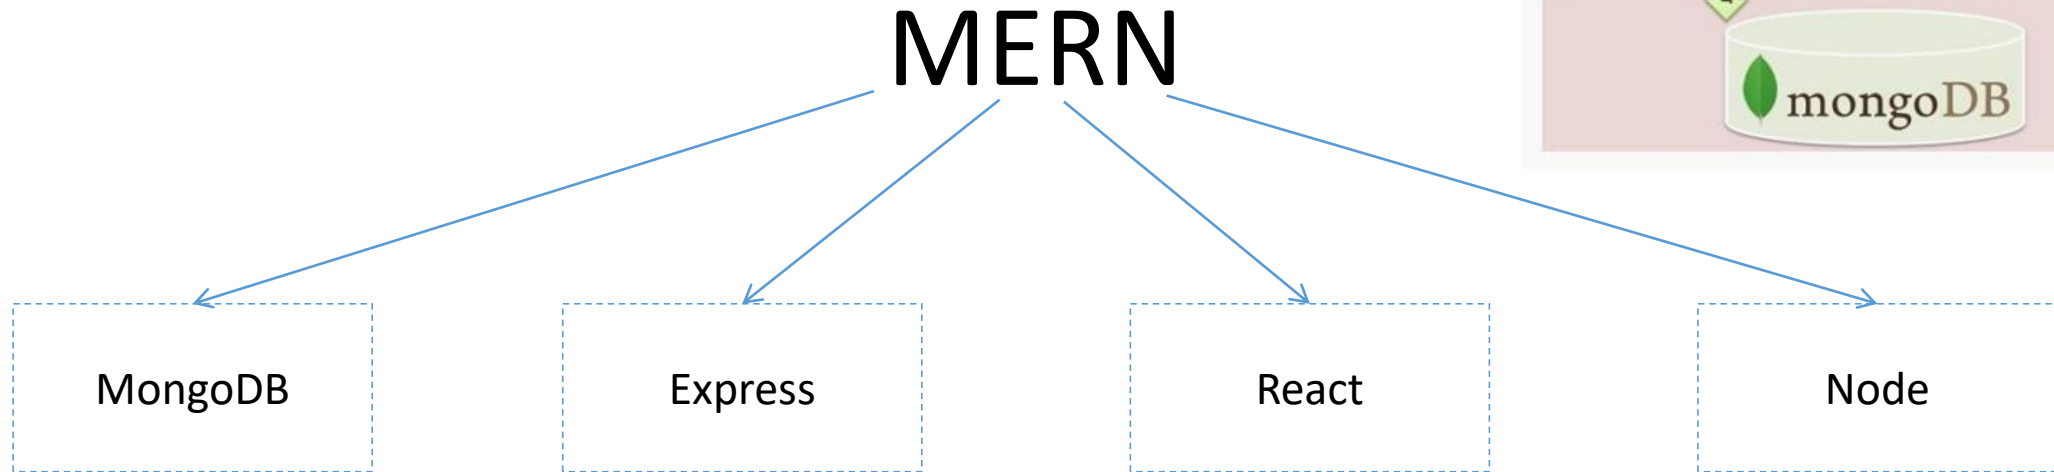 MERN
mongoDB
MongoDB
Express
React
Node